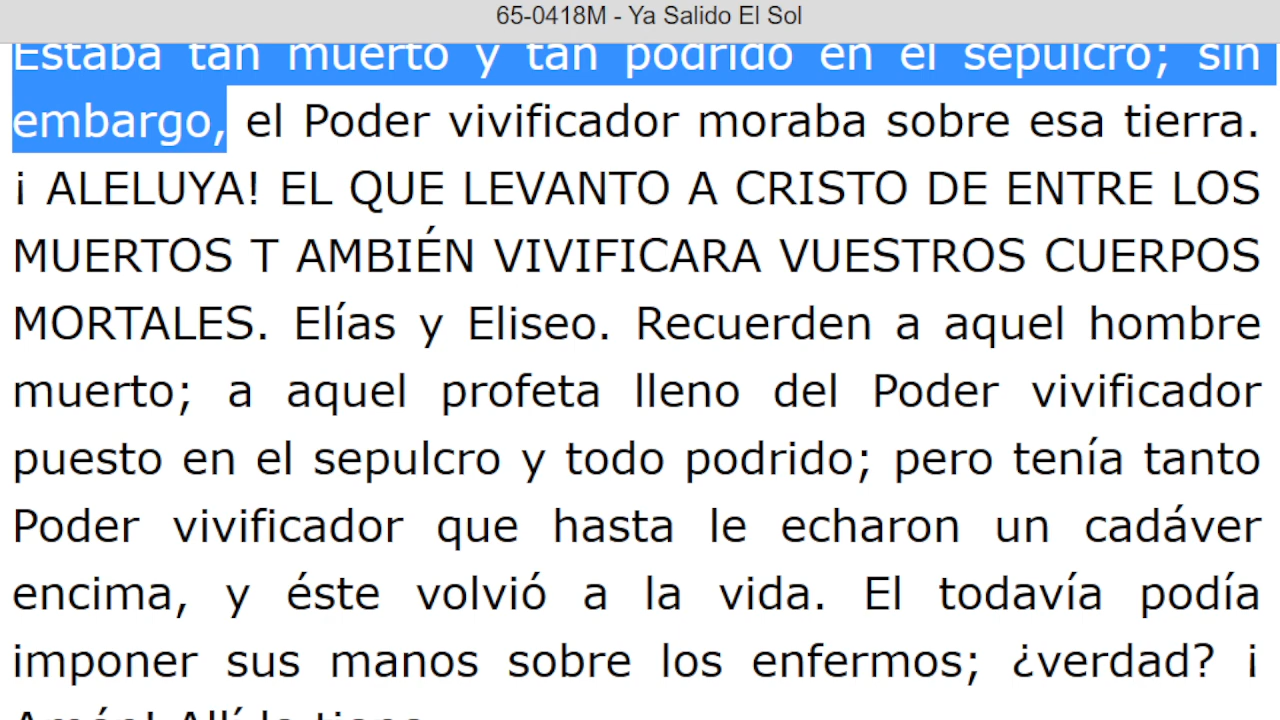 65-0418M - Ya Salido El Sol
Estaba tan muerto y tan podrido en el sepulcro; sin
embargo, el Poder vivificador moraba sobre esa tierra.
¡ ALELUYA! EL QUE LEVANTO A CRISTO DE ENTRE LOS
MUERTOS T AMBIÉN VIVIFICARA VUESTROS CUERPOS
MORTALES. Elías y Eliseo. Recuerden a aquel hombre
muerto; a aquel profeta lleno del Poder vivificador
puesto en el sepulcro y todo podrido; pero tenía tanto
Poder vivificador que hasta le echaron un cadáver
encima, y éste volvió a la vida. El todavía podía
imponer sus manos sobre los enfermos; ¿verdad? ¡
Amén! Allí lo tiene